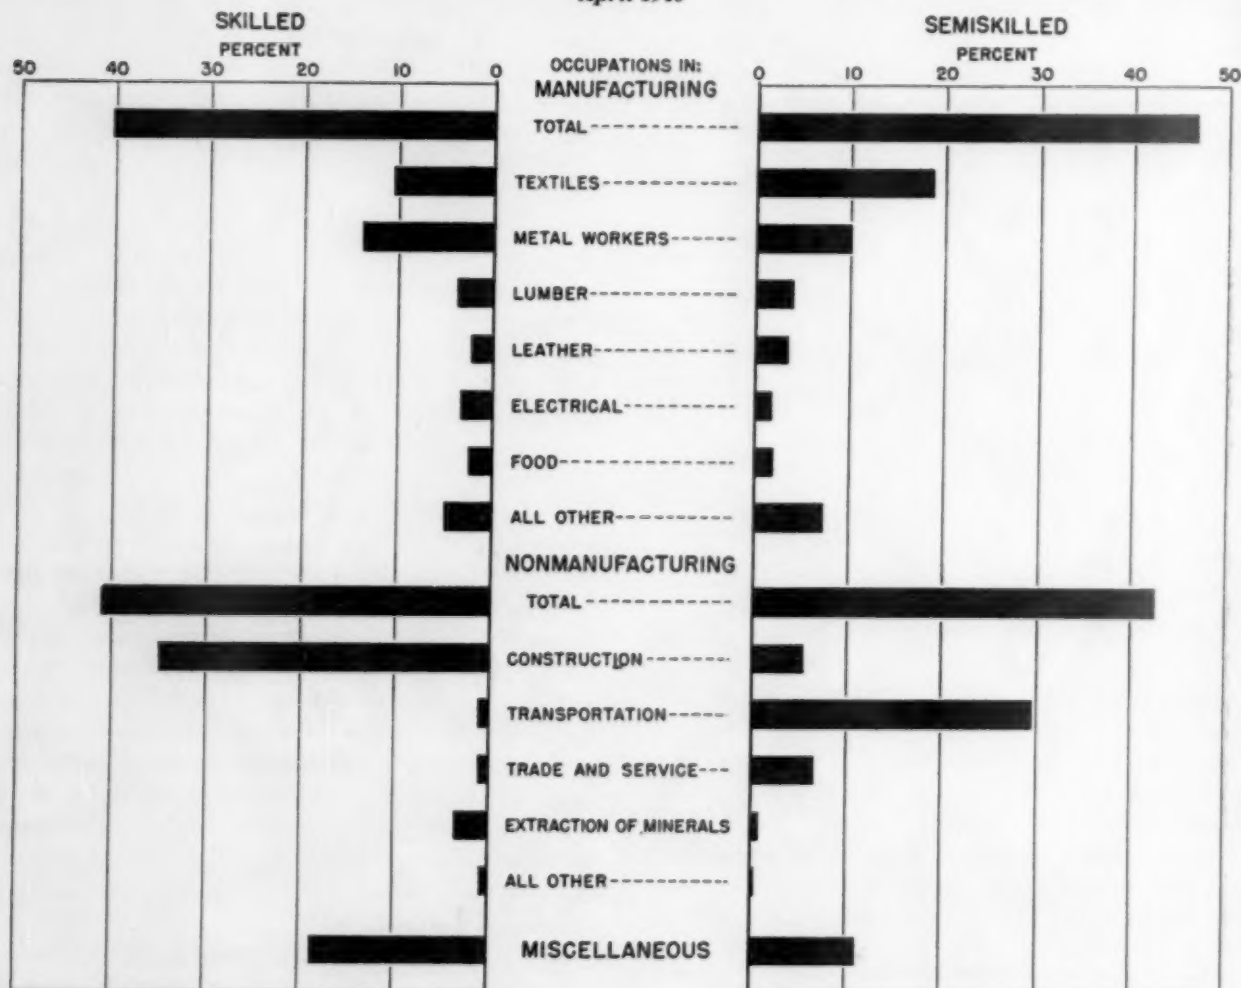 SKILLED
PERCENT
50 40 30 20 10 0
SEMISKILLED
PERCENT
0 10 20 30 40 50
OCCUPATIONS IN:
MANUFACTURING
TOTAL
TEXTILES
METAL WORKERS
LUMBER
LEATHER
ELECTRICAL
FOOD
ALL OTHER
NONMANUFACTURING
TOTAL
CONSTRUCTION
TRANSPORTATION
TRADE AND SERVICE
EXTRACTION OF MINERALS
ALL OTHER
MISCELLANEOUS